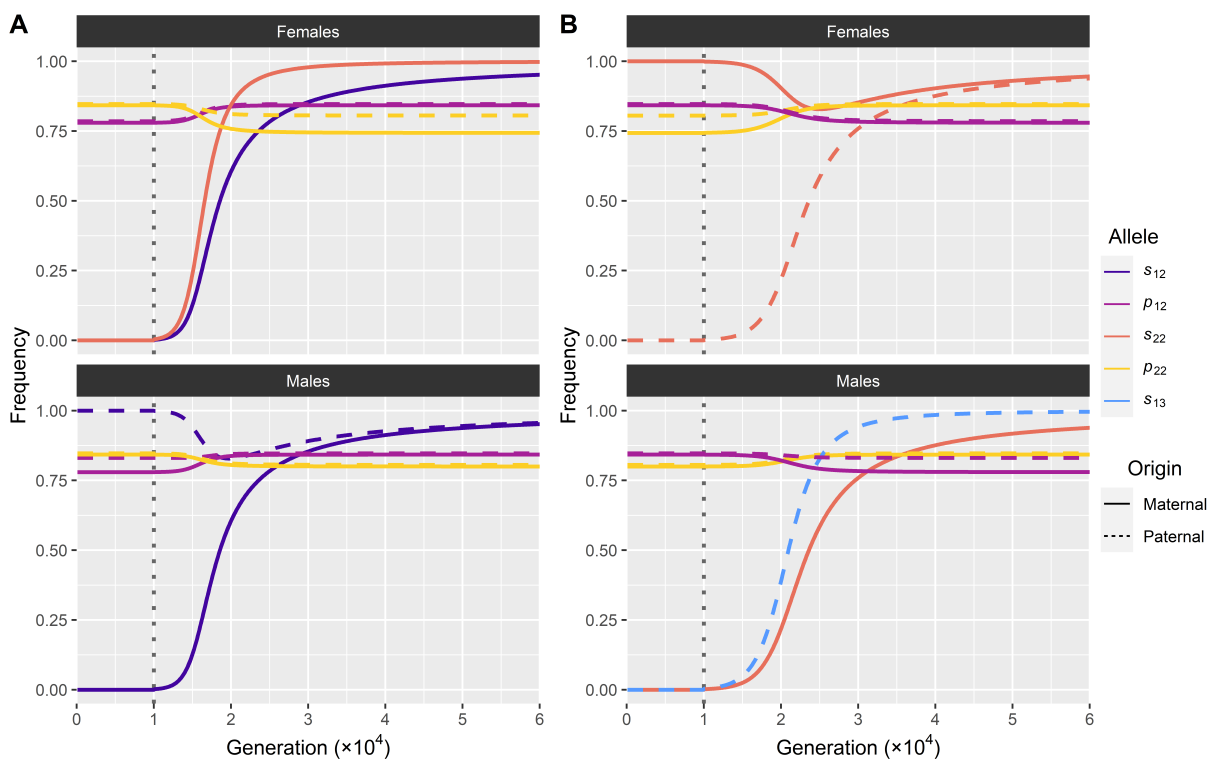 A
Females
1.00
0.75
0.50
0.25
0.00
Males
1.00
0.75
0.50
0.25
0.00
Frequency
0 1 2 3 4 5 6
Generation (×10⁴)
B
Females
1.00
0.75
0.50
0.25
0.00
Males
1.00
0.75
0.50
0.25
0.00
Frequency
0 1 2 3 4 5 6
Generation (×10⁴)
Allele
s₁₂
p₁₂
s₂₂
p₂₂
s₁₃
Origin
Maternal
Paternal